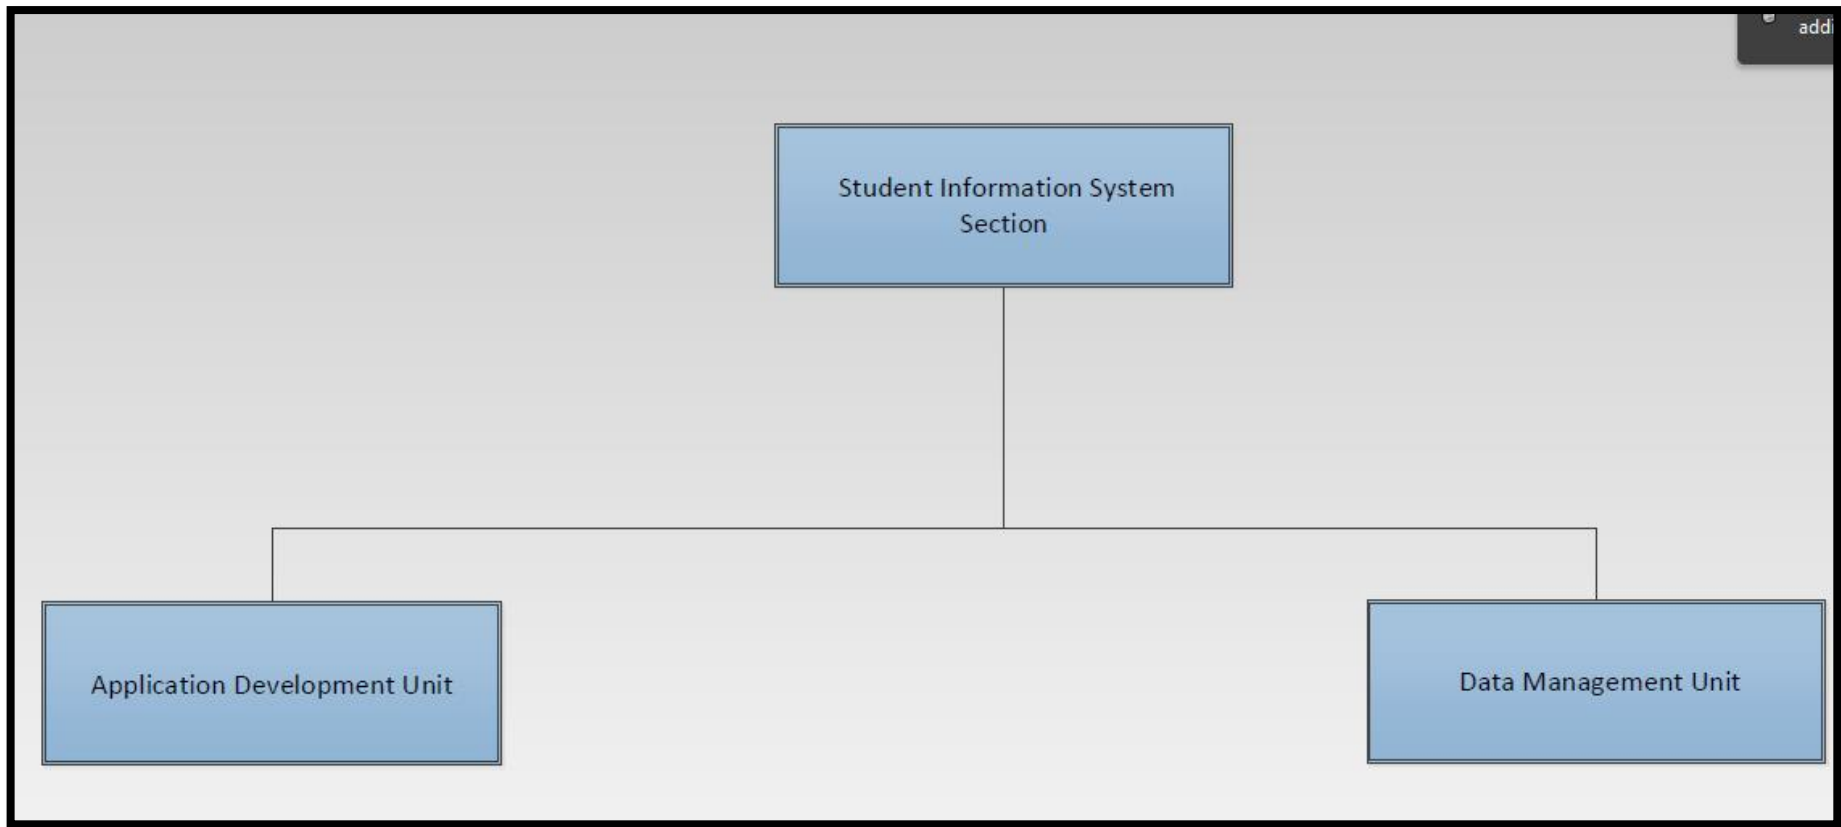 Student Information System
Section
Application Development Unit
Data Management Unit